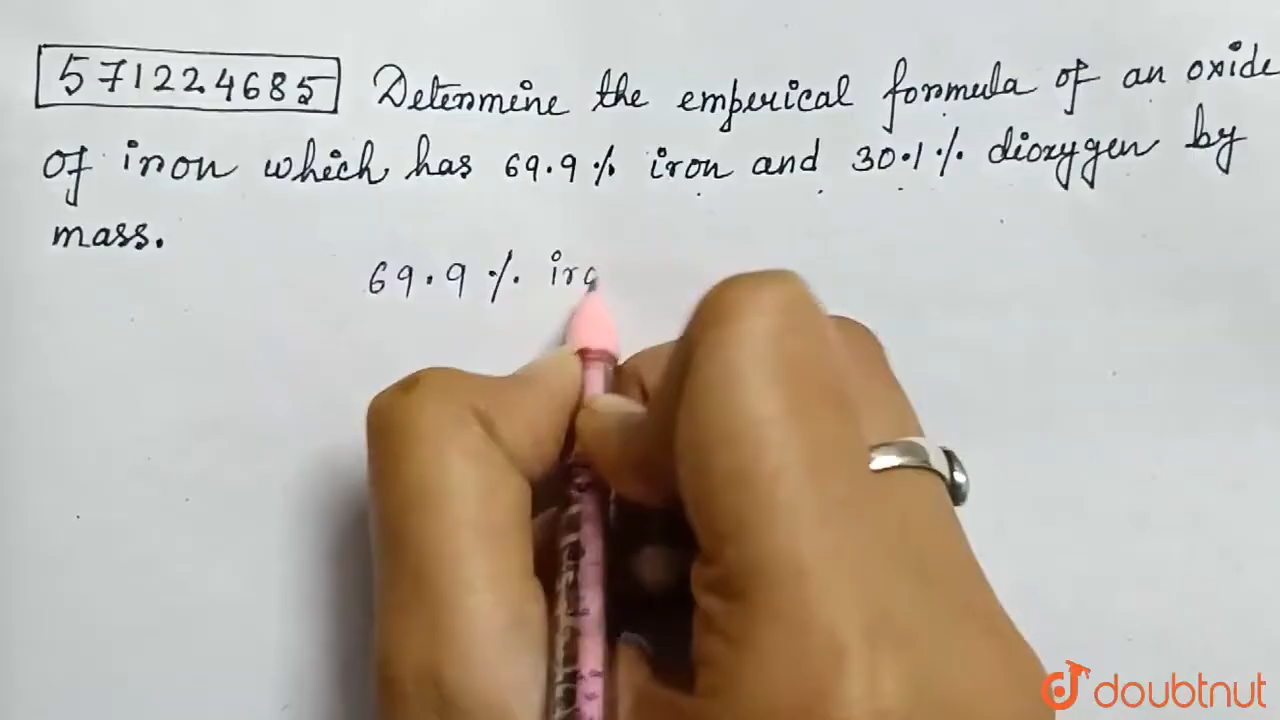 571224685 Determine the emperical formula of an oxide
of iron which has 69.9% iron and 30.1% dioxygen by
mass.
69.9% iro
doubtnut